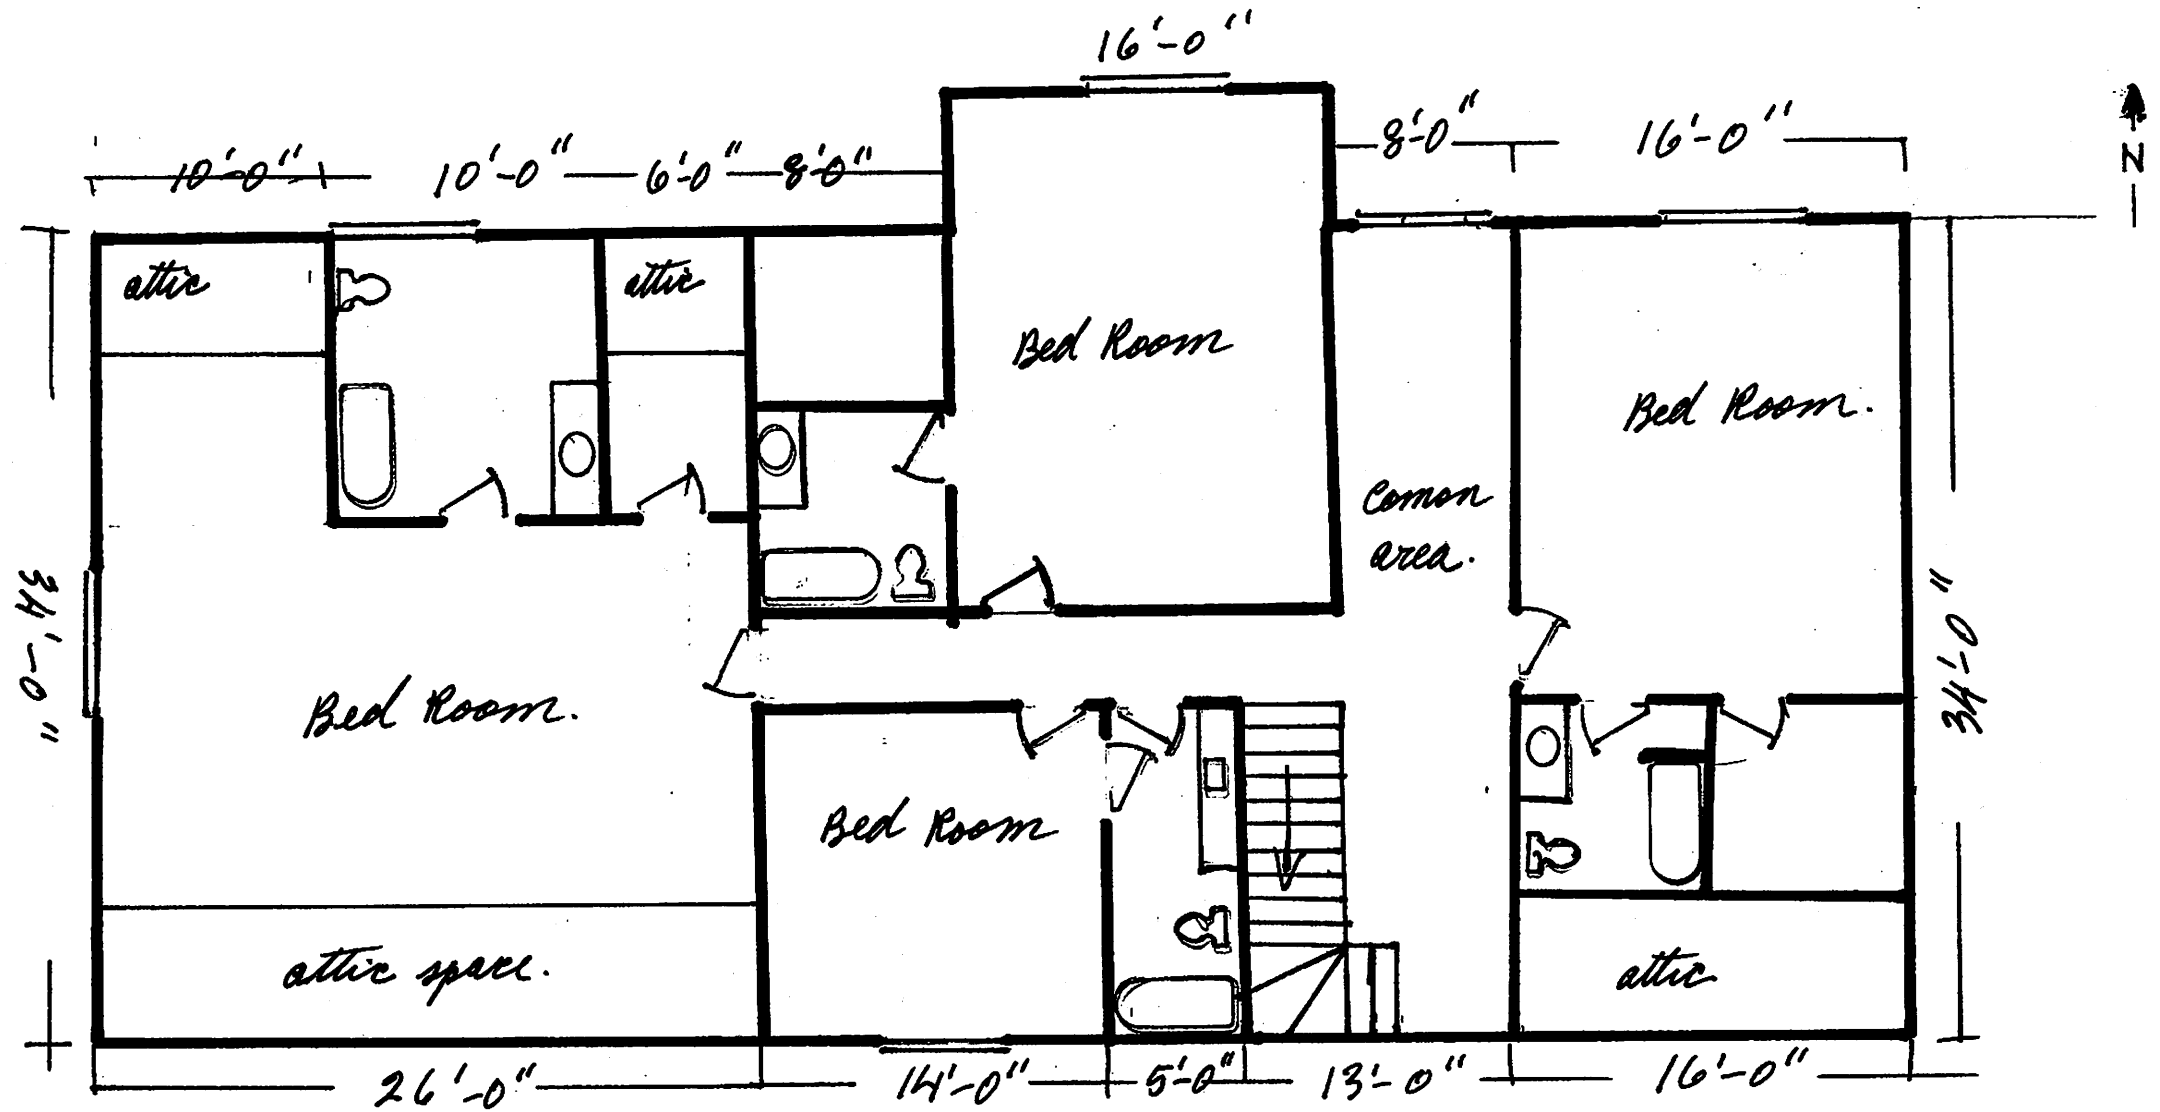 16'-0"
8'-0"
16'-0"
10'-0"
10'-0"
6'-0"
8'-0"
N
attic
attic
Bed Room
Bed Room.
Comon
area.
34'-0"
34'-0"
Bed Room.
Bed Room
attic space.
attic
26'-0"
14'-0"
5'-0"
13'-0"
16'-0"